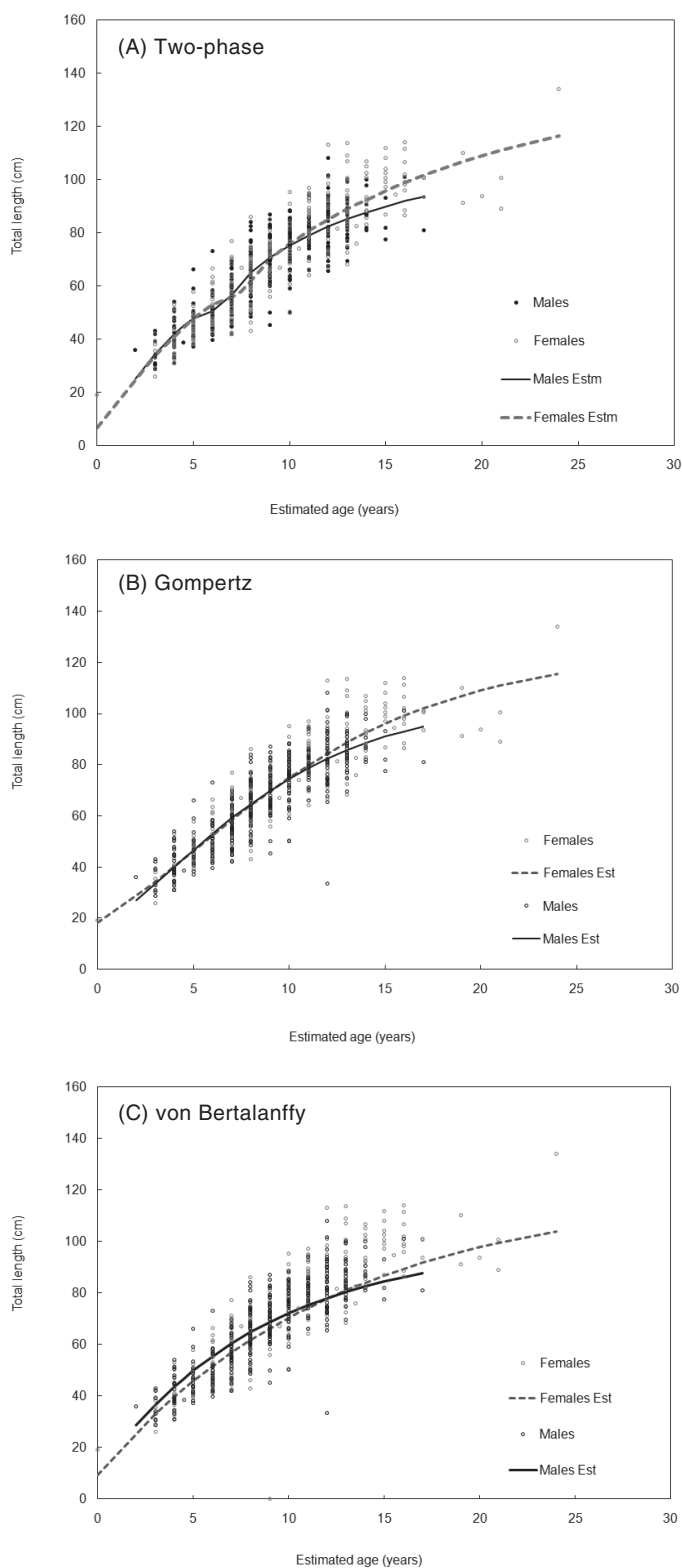 (A) Two-phase
160
140
120
100
80
60
40
20
0
Total length (cm)
Males
Females
Males Estm
Females Estm
0 5 10 15 20 25 30
Estimated age (years)
(B) Gompertz
160
140
120
100
80
60
40
20
0
Total length (cm)
Females
Females Est
Males
Males Est
0 5 10 15 20 25 30
Estimated age (years)
(C) von Bertalanffy
160
140
120
100
80
60
40
20
0
Total length (cm)
Females
Females Est
Males
Males Est
0 5 10 15 20 25 30
Estimated age (years)